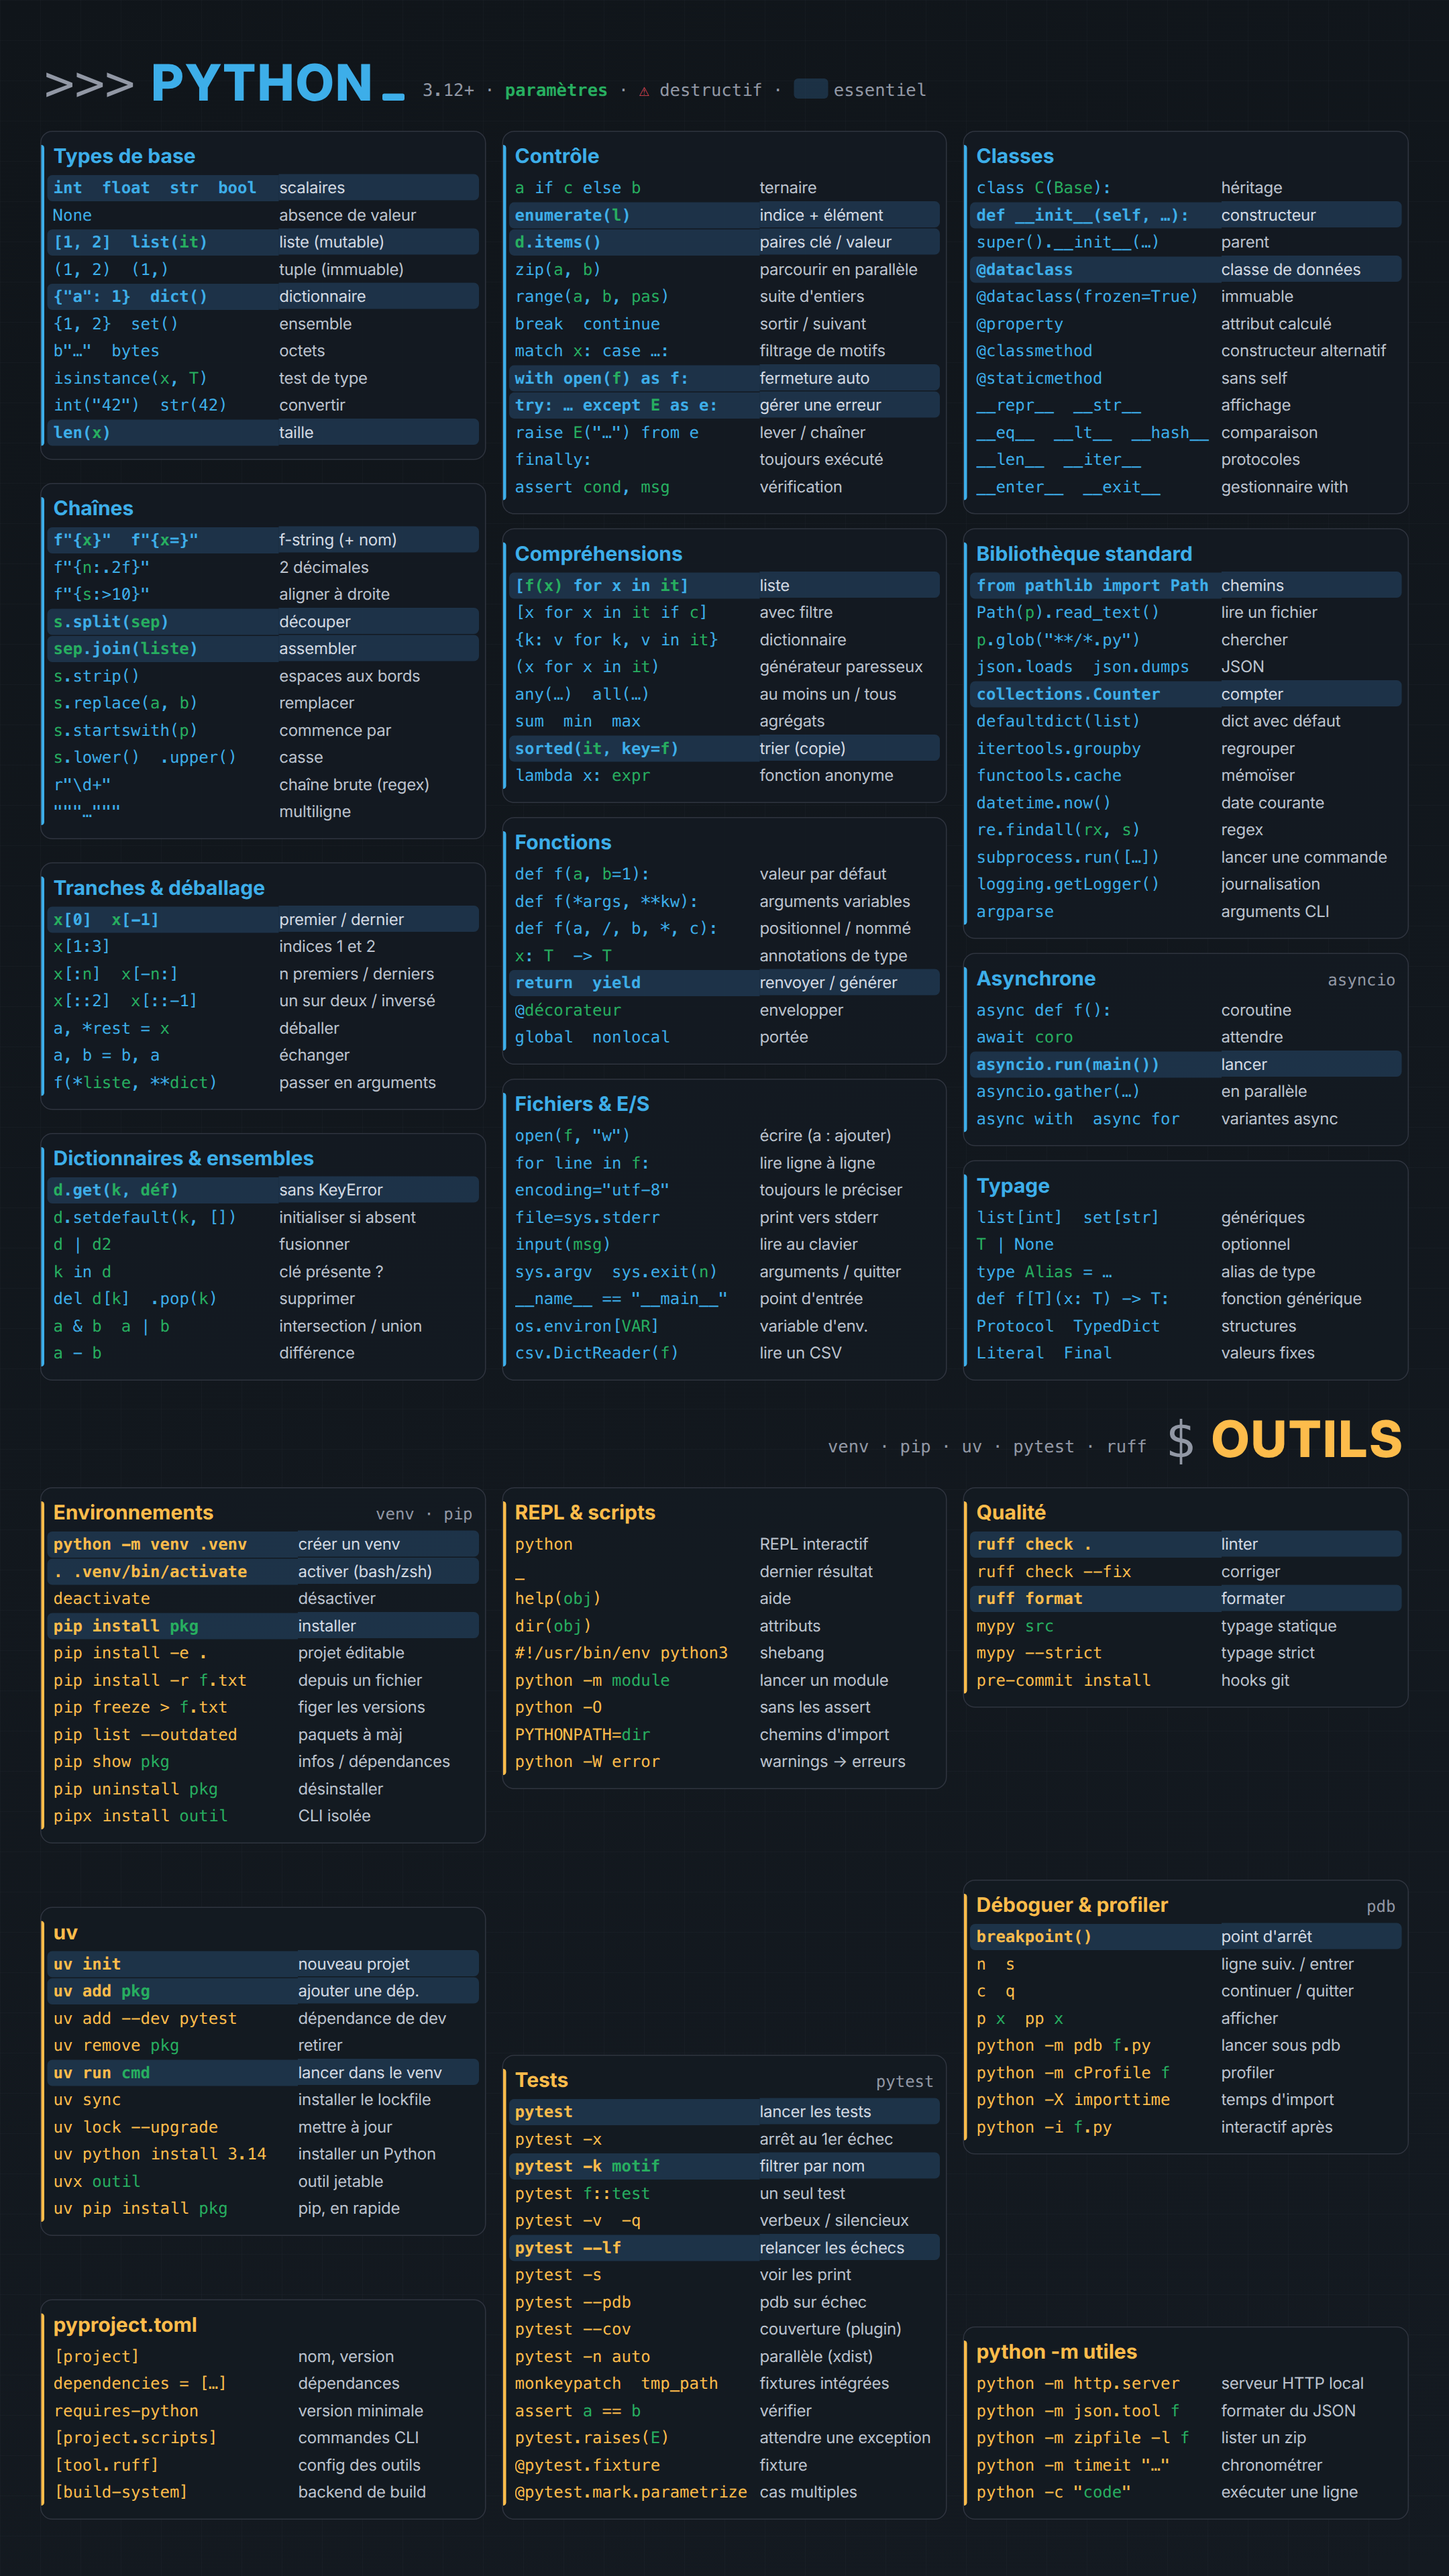 >>> PYTHON_ 3.12+ · paramètres · ⚠ destructif · essentiel
Types de base
int  float  str  bool  scalaires
None  absence de valeur
[1, 2]  list(it)  liste (mutable)
(1, 2)  (1,)  tuple (immuable)
{"a": 1}  dict()  dictionnaire
{1, 2}  set()  ensemble
b"…"  bytes  octets
isinstance(x, T)  test de type
int("42")  str(42)  convertir
len(x)  taille
Chaînes
f"{x}"  f"{x=}"  f-string (+ nom)
f"{n:.2f}"  2 décimales
f"{s:>10}"  aligner à droite
s.split(sep)  découper
sep.join(liste)  assembler
s.strip()  espaces aux bords
s.replace(a, b)  remplacer
s.startswith(p)  commence par
s.lower()  .upper()  casse
r"\d+"  chaîne brute (regex)
"""…"""  multiligne
Tranches & déballage
x[0]  x[-1]  premier / dernier
x[1:3]  indices 1 et 2
x[:n]  x[-n:]  n premiers / derniers
x[::2]  x[::-1]  un sur deux / inversé
a, *rest = x  déballer
a, b = b, a  échanger
f(*liste, **dict)  passer en arguments
Dictionnaires & ensembles
d.get(k, déf)  sans KeyError
d.setdefault(k, [])  initialiser si absent
d | d2  fusionner
k in d  clé présente ?
del d[k]  .pop(k)  supprimer
a & b  a | b  intersection / union
a - b  différence
Contrôle
a if c else b  ternaire
enumerate(l)  indice + élément
d.items()  paires clé / valeur
zip(a, b)  parcourir en parallèle
range(a, b, pas)  suite d'entiers
break  continue  sortir / suivant
match x: case …:  filtrage de motifs
with open(f) as f:  fermeture auto
try: … except E as e:  gérer une erreur
raise E("…") from e  lever / chaîner
finally:  toujours exécuté
assert cond, msg  vérification
Compréhensions
[f(x) for x in it]  liste
[x for x in it if c]  avec filtre
{k: v for k, v in it}  dictionnaire
(x for x in it)  générateur paresseux
any(…)  all(…)  au moins un / tous
sum  min  max  agrégats
sorted(it, key=f)  trier (copie)
lambda x: expr  fonction anonyme
Fonctions
def f(a, b=1):  valeur par défaut
def f(*args, **kw):  arguments variables
def f(a, /, b, *, c):  positionnel / nommé
x: T  -> T  annotations de type
return  yield  renvoyer / générer
@décorateur  envelopper
global  nonlocal  portée
Fichiers & E/S
open(f, "w")  écrire (a : ajouter)
for line in f:  lire ligne à ligne
encoding="utf-8"  toujours le préciser
file=sys.stderr  print vers stderr
input(msg)  lire au clavier
sys.argv  sys.exit(n)  arguments / quitter
__name__ == "__main__"  point d'entrée
os.environ[VAR]  variable d'env.
csv.DictReader(f)  lire un CSV
Classes
class C(Base):  héritage
def __init__(self, …):  constructeur
super().__init__(…)  parent
@dataclass  classe de données
@dataclass(frozen=True)  immuable
@property  attribut calculé
@classmethod  constructeur alternatif
@staticmethod  sans self
__repr__  __str__  affichage
__eq__  __lt__  __hash__  comparaison
__len__  __iter__  protocoles
__enter__  __exit__  gestionnaire with
Bibliothèque standard
from pathlib import Path  chemins
Path(p).read_text()  lire un fichier
p.glob("**/*.py")  chercher
json.loads  json.dumps  JSON
collections.Counter  compter
defaultdict(list)  dict avec défaut
itertools.groupby  regrouper
functools.cache  mémoïser
datetime.now()  date courante
re.findall(rx, s)  regex
subprocess.run([…])  lancer une commande
logging.getLogger()  journalisation
argparse  arguments CLI
Asynchrone  asyncio
async def f():  coroutine
await coro  attendre
asyncio.run(main())  lancer
asyncio.gather(…)  en parallèle
async with  async for  variantes async
Typage
list[int]  set[str]  génériques
T | None  optionnel
type Alias = …  alias de type
def f[T](x: T) -> T:  fonction générique
Protocol  TypedDict  structures
Literal  Final  valeurs fixes
venv · pip · uv · pytest · ruff  $ OUTILS
Environnements  venv · pip
python -m venv .venv  créer un venv
. .venv/bin/activate  activer (bash/zsh)
deactivate  désactiver
pip install pkg  installer
pip install -e .  projet éditable
pip install -r f.txt  depuis un fichier
pip freeze > f.txt  figer les versions
pip list --outdated  paquets à màj
pip show pkg  infos / dépendances
pip uninstall pkg  désinstaller
pipx install outil  CLI isolée
uv
uv init  nouveau projet
uv add pkg  ajouter une dép.
uv add --dev pytest  dépendance de dev
uv remove pkg  retirer
uv run cmd  lancer dans le venv
uv sync  installer le lockfile
uv lock --upgrade  mettre à jour
uv python install 3.14  installer un Python
uvx outil  outil jetable
uv pip install pkg  pip, en rapide
pyproject.toml
[project]  nom, version
dependencies = […]  dépendances
requires-python  version minimale
[project.scripts]  commandes CLI
[tool.ruff]  config des outils
[build-system]  backend de build
REPL & scripts
python  REPL interactif
_  dernier résultat
help(obj)  aide
dir(obj)  attributs
#!/usr/bin/env python3  shebang
python -m module  lancer un module
python -O  sans les assert
PYTHONPATH=dir  chemins d'import
python -W error  warnings → erreurs
Tests  pytest
pytest  lancer les tests
pytest -x  arrêt au 1er échec
pytest -k motif  filtrer par nom
pytest f::test  un seul test
pytest -v  -q  verbeux / silencieux
pytest --lf  relancer les échecs
pytest -s  voir les print
pytest --pdb  pdb sur échec
pytest --cov  couverture (plugin)
pytest -n auto  parallèle (xdist)
monkeypatch  tmp_path  fixtures intégrées
assert a == b  vérifier
pytest.raises(E)  attendre une exception
@pytest.fixture  fixture
@pytest.mark.parametrize  cas multiples
Qualité
ruff check .  linter
ruff check --fix  corriger
ruff format  formater
mypy src  typage statique
mypy --strict  typage strict
pre-commit install  hooks git
Déboguer & profiler  pdb
breakpoint()  point d'arrêt
n  s  ligne suiv. / entrer
c  q  continuer / quitter
p x  pp x  afficher
python -m pdb f.py  lancer sous pdb
python -m cProfile f  profiler
python -X importtime  temps d'import
python -i f.py  interactif après
python -m utiles
python -m http.server  serveur HTTP local
python -m json.tool f  formater du JSON
python -m zipfile -l f  lister un zip
python -m timeit "…"  chronométrer
python -c "code"  exécuter une ligne